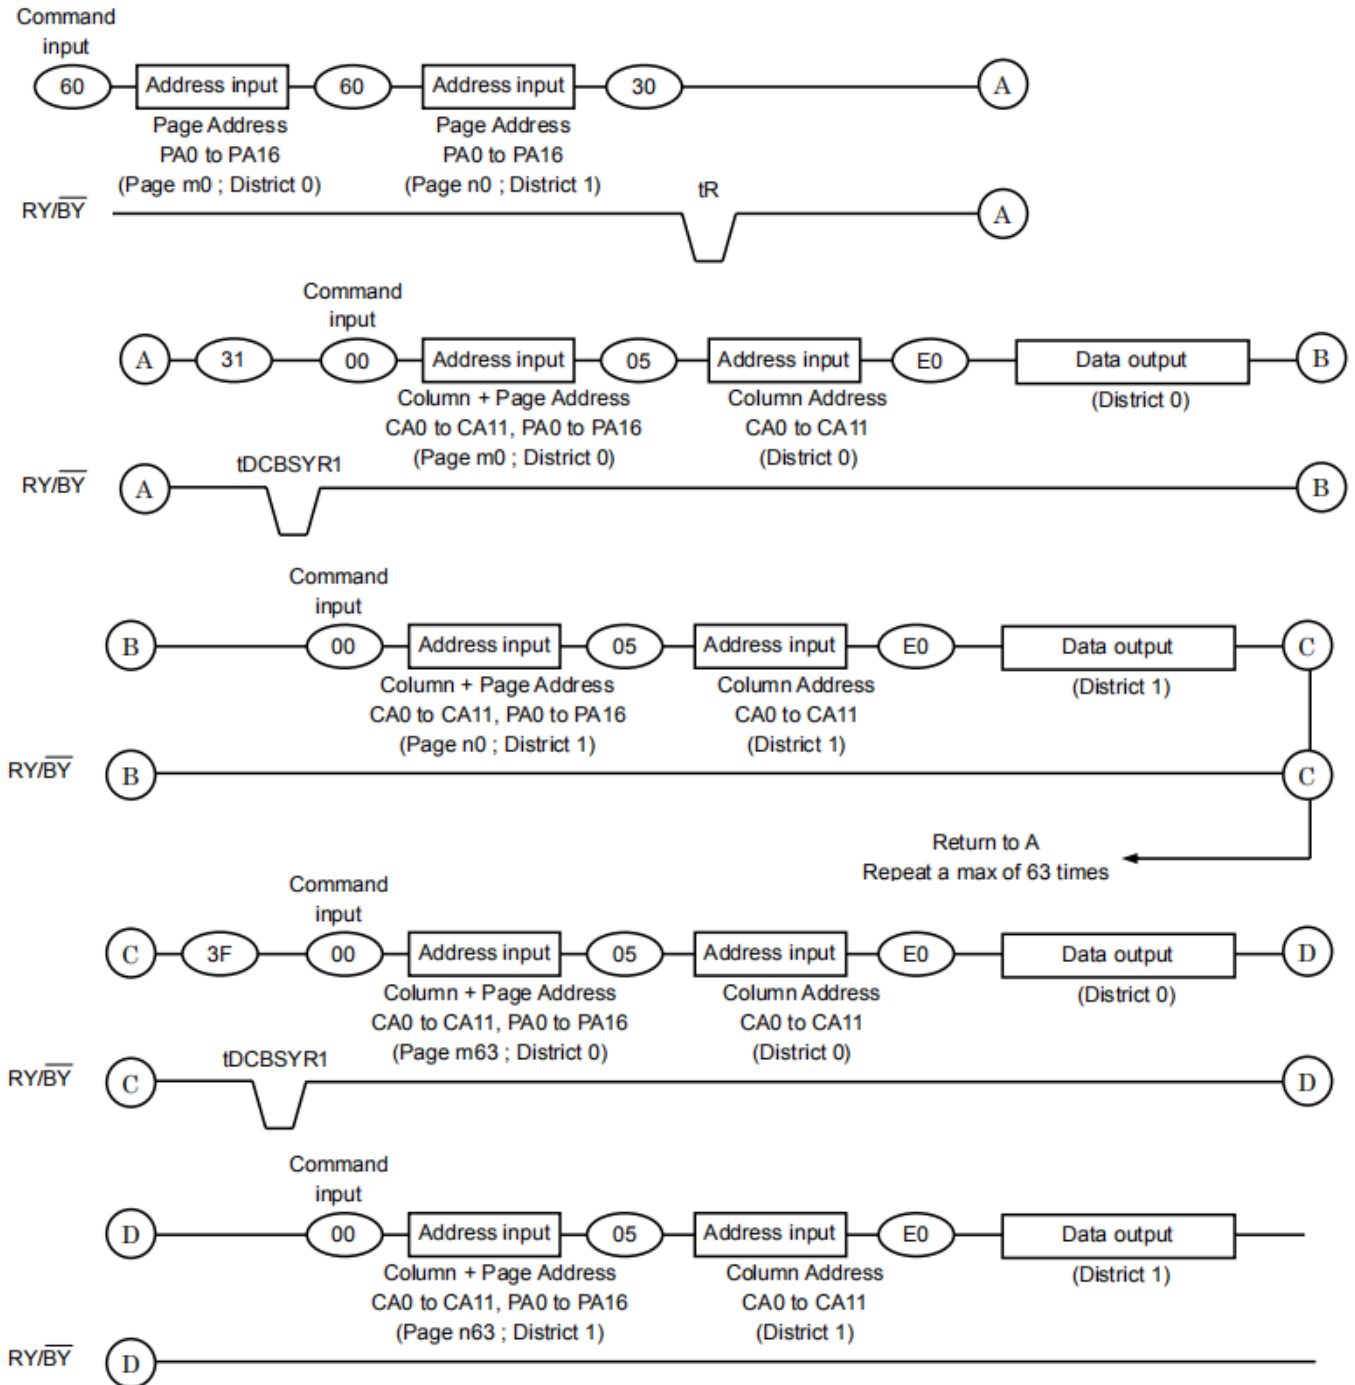 Command
input
60 Address input 60 Address input 30 A
Page Address Page Address
PA0 to PA16 PA0 to PA16
(Page m0 ; District 0) (Page n0 ; District 1)
tR
RY/BY A
Command
input
A 31 00 Address input 05 Address input E0 Data output B
Column + Page Address Column Address (District 0)
CA0 to CA11, PA0 to PA16 CA0 to CA11
(Page m0 ; District 0) (District 0)
tDCBSYR1
RY/BY A B
Command
input
B 00 Address input 05 Address input E0 Data output C
Column + Page Address Column Address (District 1)
CA0 to CA11, PA0 to PA16 CA0 to CA11
(Page n0 ; District 1) (District 1)
RY/BY B C
Return to A
Repeat a max of 63 times
Command
input
C 3F 00 Address input 05 Address input E0 Data output D
Column + Page Address Column Address (District 0)
CA0 to CA11, PA0 to PA16 CA0 to CA11
(Page m63 ; District 0) (District 0)
tDCBSYR1
RY/BY C D
Command
input
D 00 Address input 05 Address input E0 Data output
Column + Page Address Column Address (District 1)
CA0 to CA11, PA0 to PA16 CA0 to CA11
(Page n63 ; District 1) (District 1)
RY/BY D